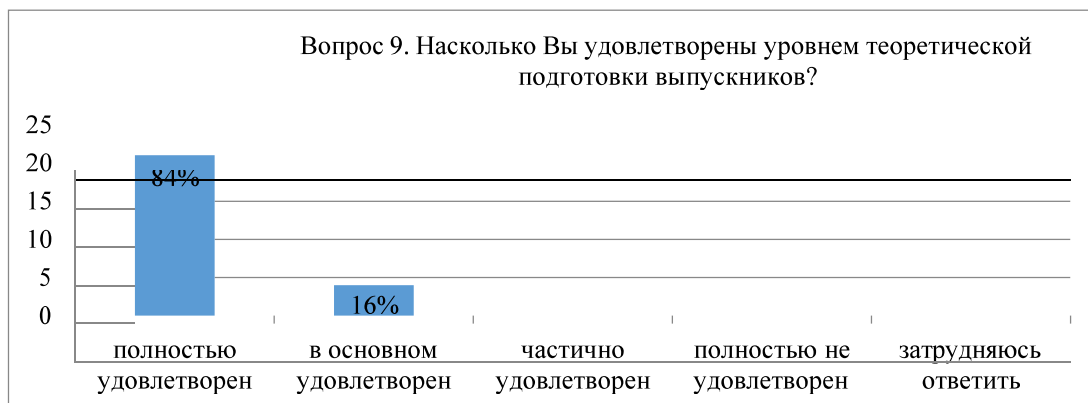 Вопрос 9. Насколько Вы удовлетворены уровнем теоретической
подготовки выпускников?
25
20
15
10
5
0
84%
16%
полностью
удовлетворен
в основном
удовлетворен
частично
удовлетворен
полностью не
удовлетворен
затрудняюсь
ответить